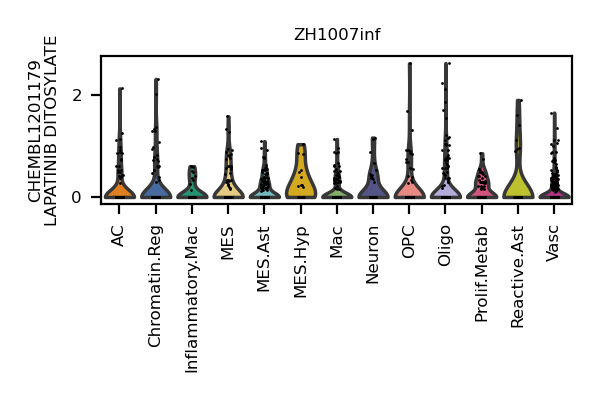 ZH1007inf
CHEMBL1201179
LAPATINIB DITOSYLATE
2
0
AC
Chromatin.Reg
Inflammatory.Mac
MES
MES.Ast
MES.Hyp
Mac
Neuron
OPC
Oligo
Prolif.Metab
Reactive.Ast
Vasc